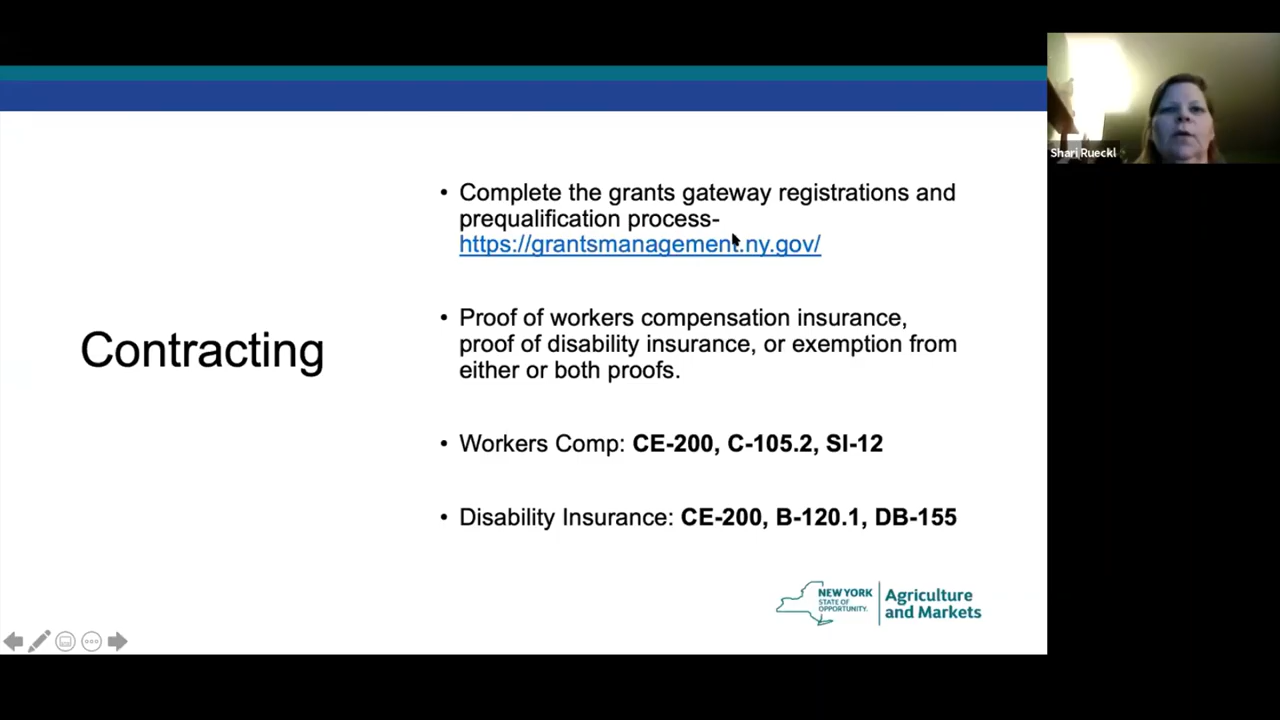 Shari Rueckl
Contracting
• Complete the grants gateway registrations and
prequalification process-
https://grantsmanagement.ny.gov/
• Proof of workers compensation insurance,
proof of disability insurance, or exemption from
either or both proofs.
• Workers Comp: CE-200, C-105.2, SI-12
• Disability Insurance: CE-200, B-120.1, DB-155
NEW YORK
STATE OF
OPPORTUNITY.
Agriculture
and Markets